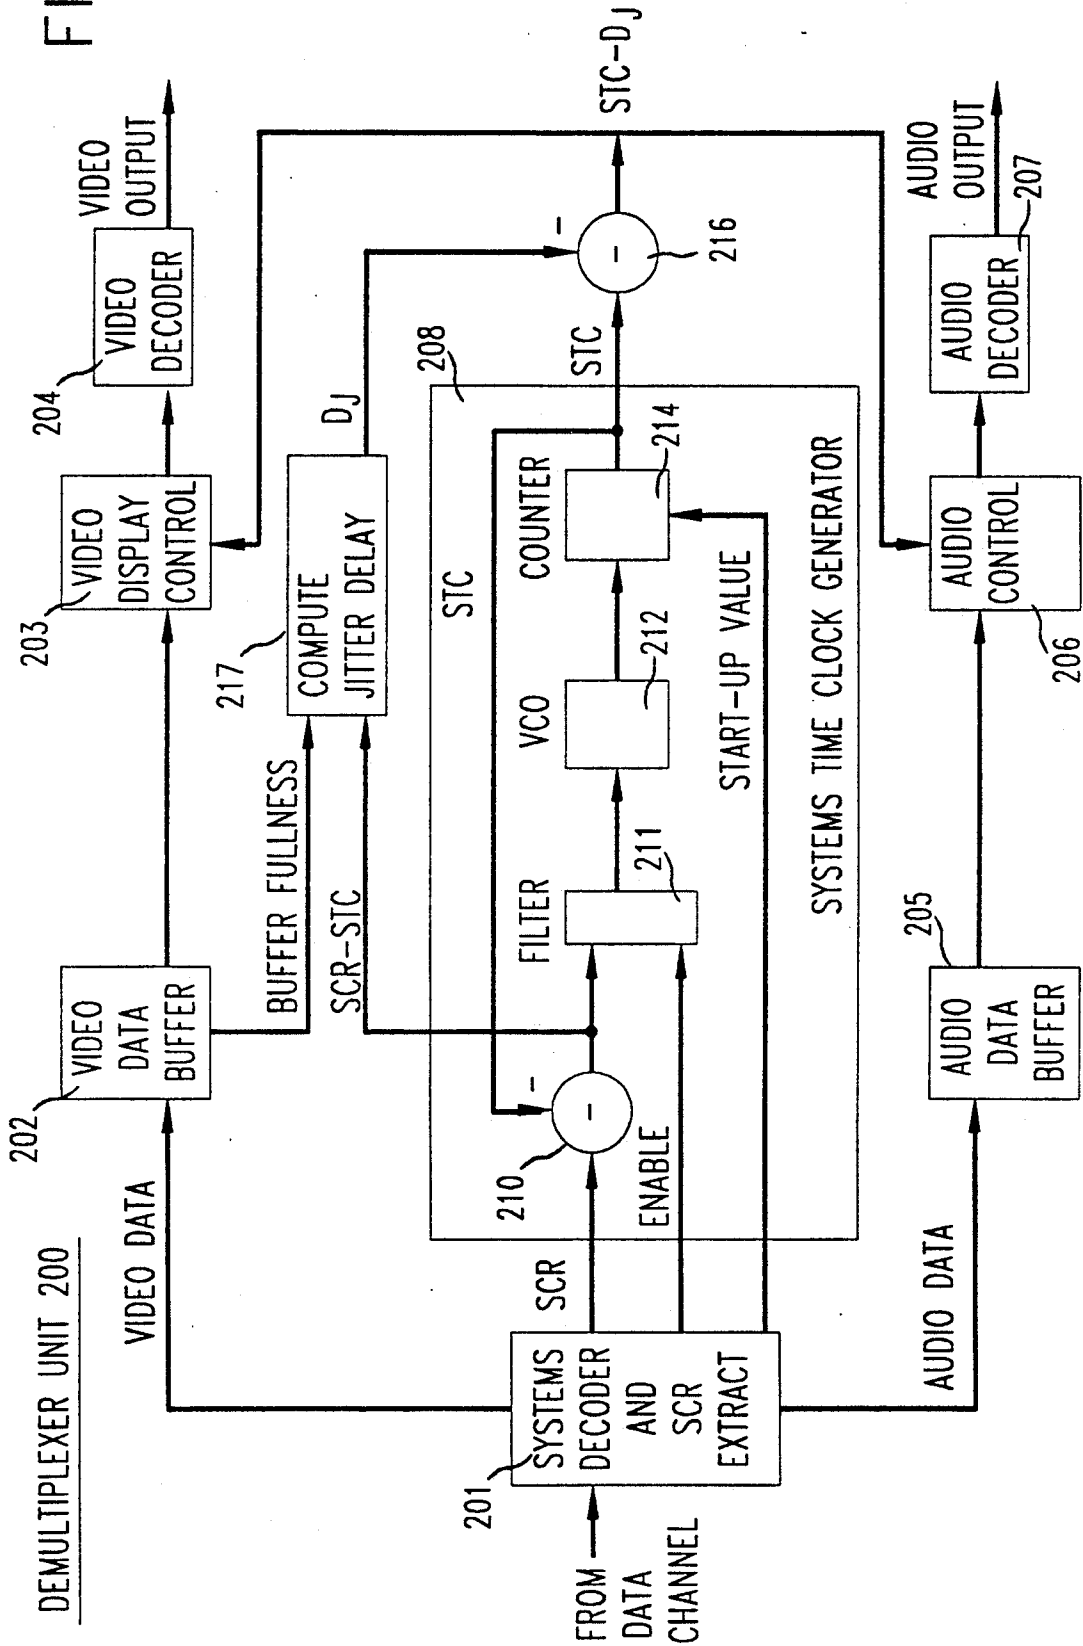 FI
DEMULTIPLEXER UNIT 200
FROM
DATA
CHANNEL
201
SYSTEMS
DECODER
AND
SCR
EXTRACT
VIDEO DATA
202
VIDEO
DATA
BUFFER
203
VIDEO
DISPLAY
CONTROL
204
VIDEO
DECODER
VIDEO
OUTPUT
BUFFER FULLNESS
SCR-STC
217
COMPUTE
JITTER DELAY
DJ
208
STC
SCR
210
-
-
FILTER
211
VCO
212
COUNTER
214
STC
-
-
216
STC-DJ
ENABLE
START-UP VALUE
SYSTEMS TIME CLOCK GENERATOR
AUDIO DATA
205
AUDIO
DATA
BUFFER
AUDIO
CONTROL
206
AUDIO
DECODER
207
AUDIO
OUTPUT